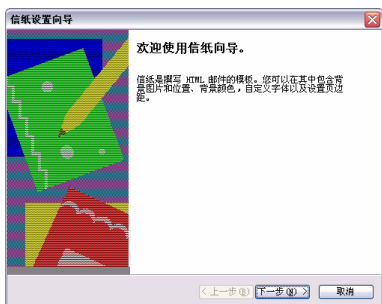 信纸设置向导
欢迎使用信纸向导。
信纸是撰写 HTML 邮件的模板。您可以在其中包含背
景图片和位置、背景颜色，自定义字体以及设置页边
距。
< 上一步(B) 下一步(N) > 取消